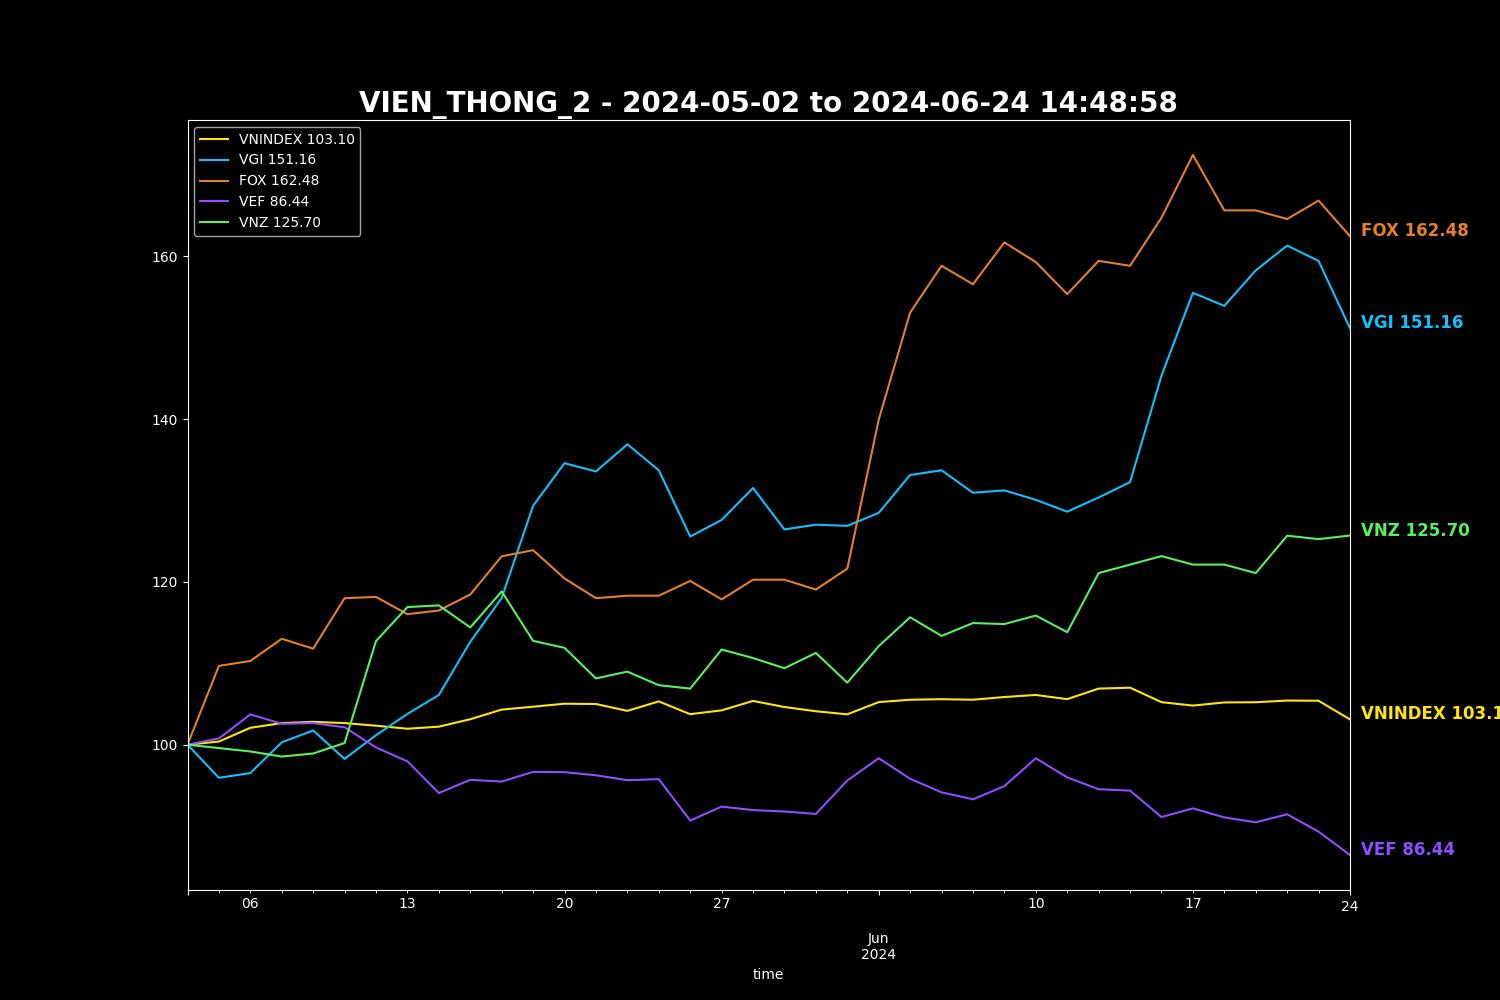 VIEN_THONG_2 - 2024-05-02 to 2024-06-24 14:48:58
VNINDEX 103.10
VGI 151.16
FOX 162.48
VEF 86.44
VNZ 125.70
160
140
120
100
FOX 162.48
VGI 151.16
VNZ 125.70
VNINDEX 103.1
VEF 86.44
06 13 20 27 10 17 24
Jun
2024
time